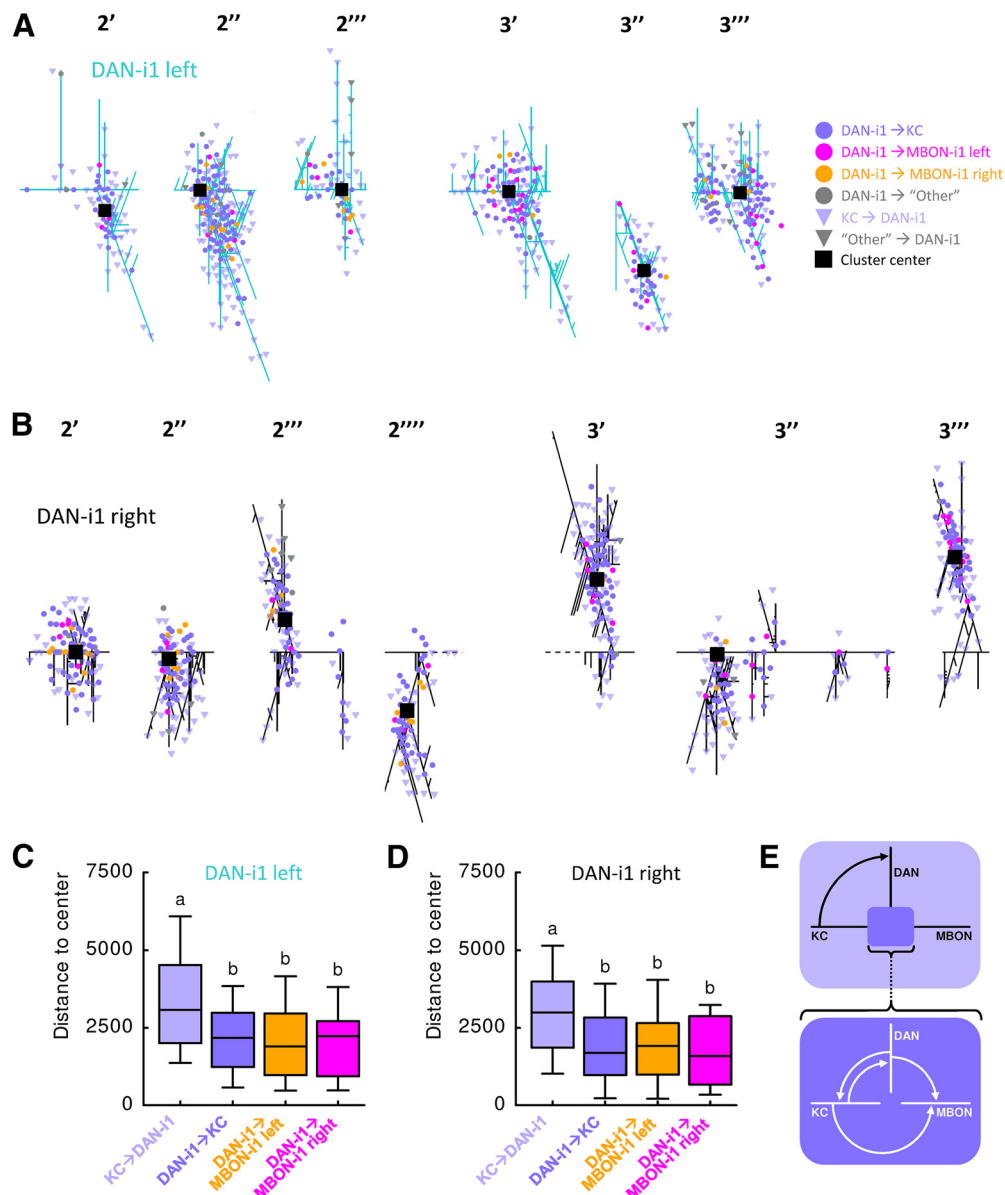 A
2’ 2’’ 2’’’ 3’ 3’’ 3’’’
DAN-i1 left
DAN-i1 →KC
DAN-i1 →MBON-i1 left
DAN-i1 → MBON-i1 right
DAN-i1 → “Other”
KC → DAN-i1
“Other” → DAN-i1
Cluster center
B
2’ 2’’ 2’’’ 2’’’’ 3’ 3’’ 3’’’
DAN-i1 right
C
DAN-i1 left
Distance to center
7500
5000
2500
0
a
b
b
b
KC→DAN-i1
DAN-i1→KC
DAN-i1→
MBON-i1 left
DAN-i1→
MBON-i1 right
D
DAN-i1 right
Distance to center
7500
5000
2500
0
a
b
b
b
KC→DAN-i1
DAN-i1→KC
DAN-i1→
MBON-i1 left
DAN-i1→
MBON-i1 right
E
DAN
KC
MBON
DAN
KC
MBON